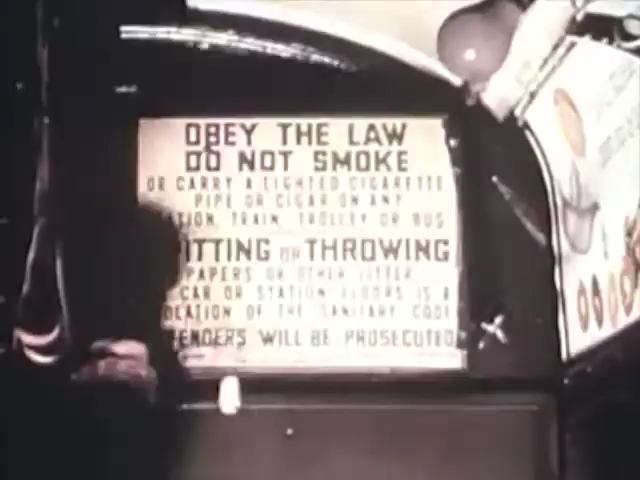 OBEY THE LAW
DO NOT SMOKE
OR CARRY A LIGHTED CIGARETTE
PIPE OR CIGAR ON ANY
ATION, TRAIN, TROLLEY OR BUS
ITTING OR THROWING
PAPERS OR OTHER LITTER
CAR OR STATION FLOORS IS A
OLATION OF THE SANITARY CODE
ENDERS WILL BE PROSECUTED